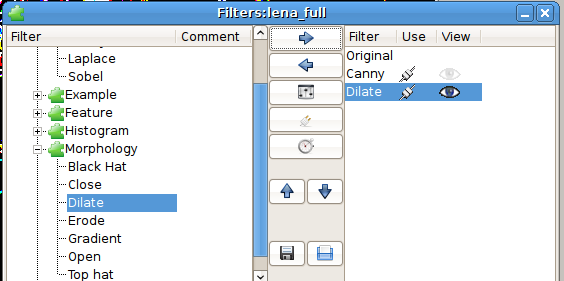 Filters:lena_full
Filter Comment
Laplace
Sobel
Example
Feature
Histogram
Morphology
Black Hat
Close
Dilate
Erode
Gradient
Open
Top hat
Filter Use View
Original
Canny
Dilate